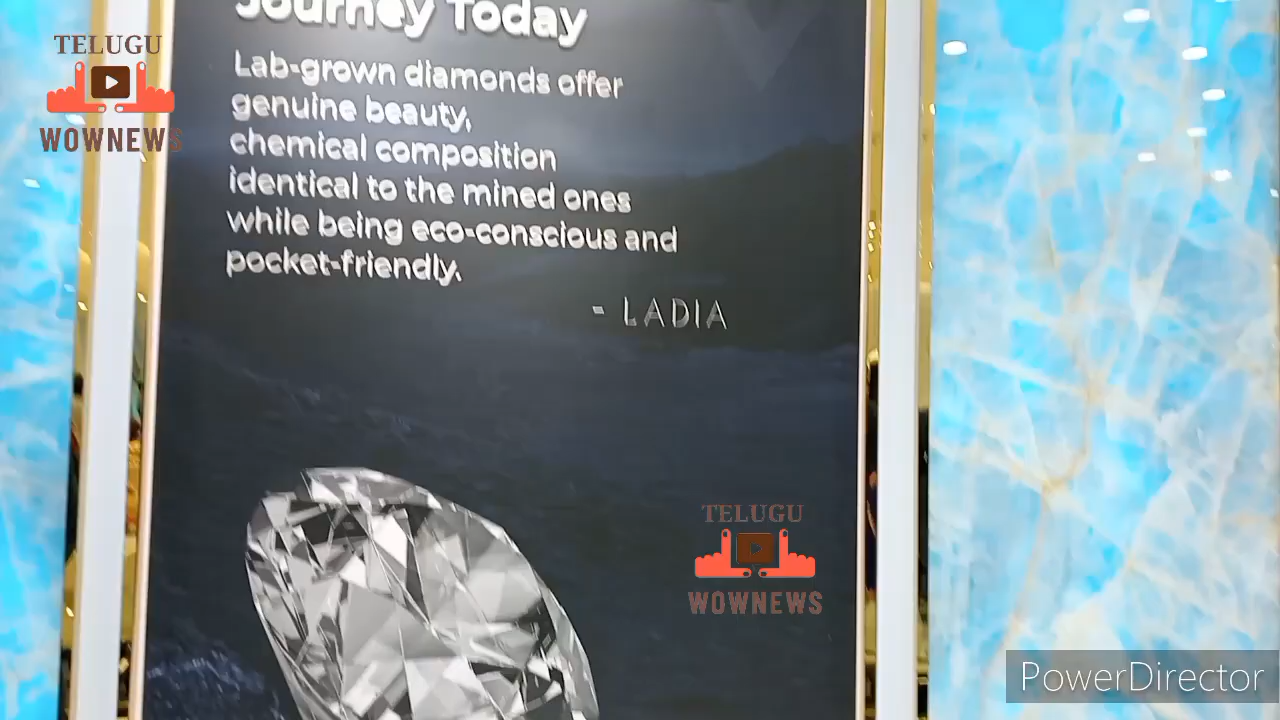 Journey Today
Lab-grown diamonds offer
genuine beauty,
chemical composition
identical to the mined ones
while being eco-conscious and
pocket-friendly.
- LADIA
TELUGU
WOWNEWS
TELUGU
WOWNEWS
PowerDirector